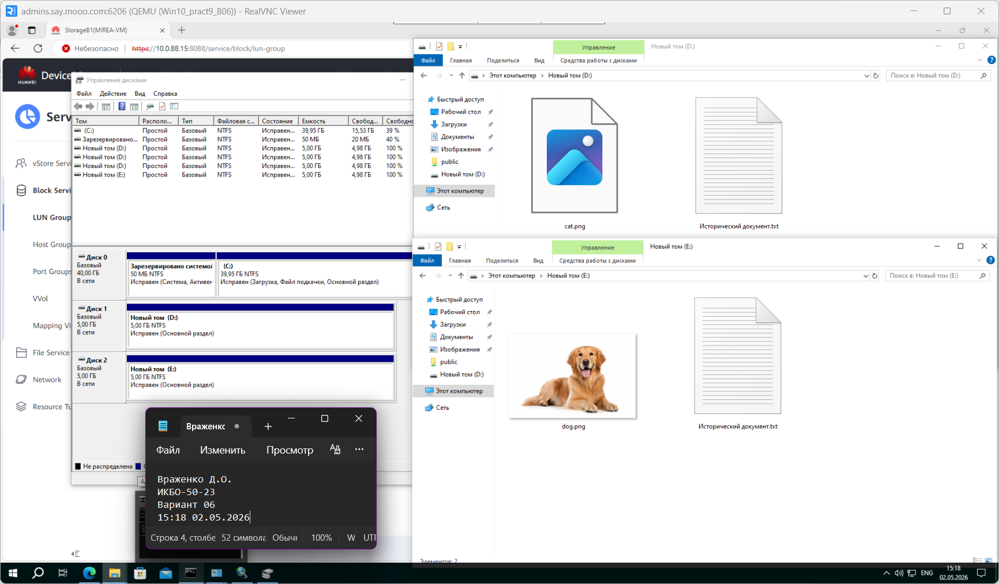 admins.say.mooo.com:6206 (QEMU (Win10_pract9_B06)) - RealVNC Viewer
StorageB1(MIREA-VM)
Небезопасно
https://10.0.88.15:8088/service/block/lun-group
HUAWEI
Device
Serv
vStore Servi
Block Servi
LUN Group
Host Group
Port Groups
VVol
Mapping Vi
File Service
Network
Resource Tu
Управление дисками
Файл Действие Вид Справка
Том Располо... Тип Файловая с... Состояние Емкость Свобод... Свободно
(C:) Простой Базовый NTFS Исправен... 39,95 ГБ 15,53 ГБ 39 %
Зарезервировано... Простой Базовый NTFS Исправен... 50 МБ 20 МБ 40 %
Новый том (D:) Простой Базовый NTFS Исправен... 5,00 ГБ 4,98 ГБ 100 %
Новый том (D:) Простой Базовый NTFS Исправен... 5,00 ГБ 4,98 ГБ 100 %
Новый том (D:) Простой Базовый NTFS Исправен... 5,00 ГБ 4,98 ГБ 100 %
Новый том (E:) Простой Базовый NTFS Исправен... 5,00 ГБ 4,98 ГБ 100 %
Диск 0
Базовый
40,00 ГБ
В сети
Зарезервировано системой
50 МБ NTFS
Исправен (Система, Активен
(C:)
39,95 ГБ NTFS
Исправен (Загрузка, Файл подкачки, Основной раздел)
Диск 1
Базовый
5,00 ГБ
В сети
Новый том (D:)
5,00 ГБ NTFS
Исправен (Основной раздел)
Диск 2
Базовый
5,00 ГБ
В сети
Новый том (E:)
5,00 ГБ NTFS
Исправен (Основной раздел)
Не распределена
Управление
Новый том (D:)
Файл Главная Поделиться Вид Средства работы с дисками
Этот компьютер Новый том (D:)
Поиск в: Новый том (D:)
Быстрый доступ
Рабочий стол
Загрузки
Документы
Изображения
public
Новый том (D:)
Этот компьютер
Сеть
cat.png
Исторический документ.txt
Управление
Новый том (E:)
Файл Главная Поделиться Вид Средства работы с дисками
Этот компьютер Новый том (E:)
Поиск в: Новый том (E:)
Быстрый доступ
Рабочий стол
Загрузки
Документы
Изображения
public
Новый том (D:)
Этот компьютер
Сеть
dog.png
Исторический документ.txt
Элементов: 2
Враженко
Файл Изменить Просмотр
Враженко Д.О.
ИКБО-50-23
Вариант 06
15:18 02.05.2026
Строка 4, столбе 52 символа Обычн 100% W UTF
ENG
15:18
02.05.2026